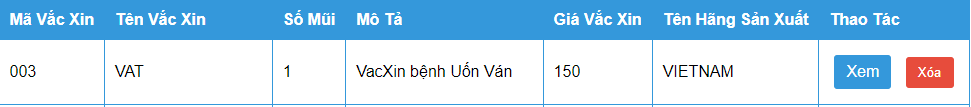 Mã Vắc Xin Tên Vắc Xin Số Mũi Mô Tả Giá Vắc Xin Tên Hãng Sản Xuất Thao Tác
003 VAT 1 VacXin bệnh Uốn Ván 150 VIETNAM Xem Xóa